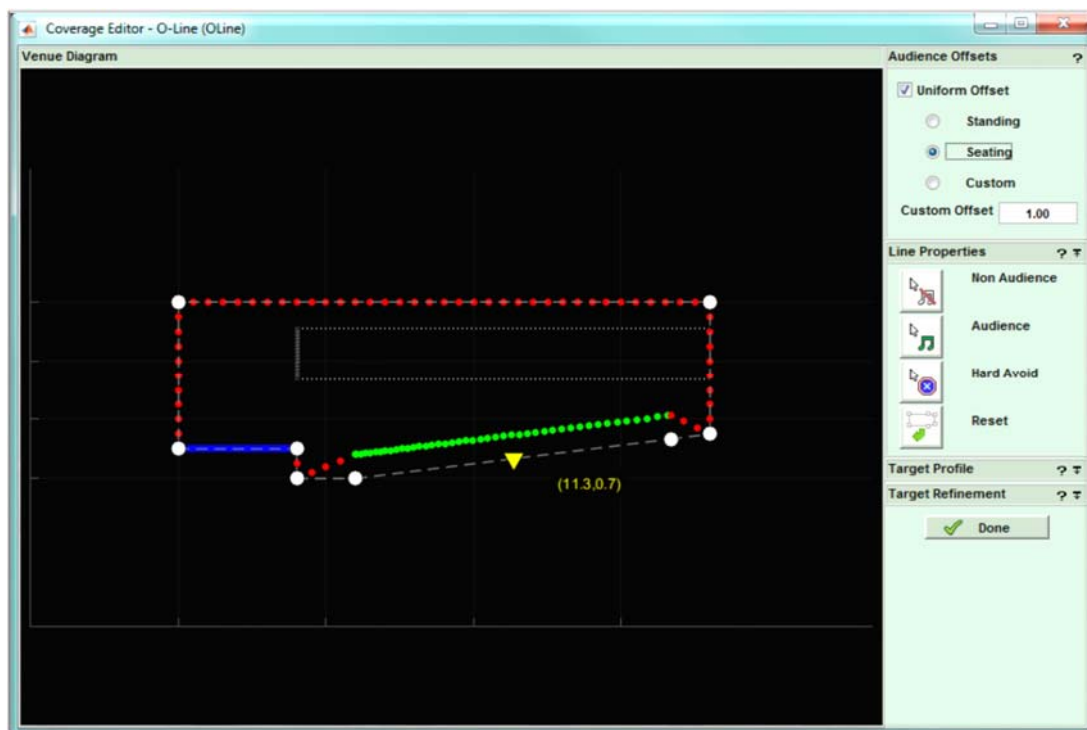 Coverage Editor - O-Line (OLine)
Venue Diagram
Audience Offsets ?
Uniform Offset
Standing
Seating
Custom
Custom Offset 1.00
Line Properties ?
Non Audience
Audience
Hard Avoid
Reset
Target Profile ?
Target Refinement ?
Done
(11.3,0.7)